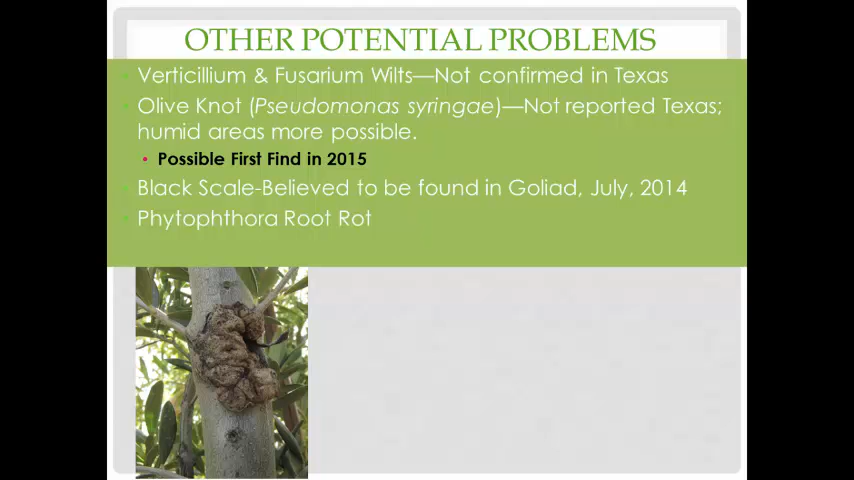 OTHER POTENTIAL PROBLEMS
Verticillium & Fusarium Wilts—Not confirmed in Texas
Olive Knot (Pseudomonas syringae)—Not reported Texas;
humid areas more possible.
• Possible First Find in 2015
Black Scale-Believed to be found in Goliad, July, 2014
Phytophthora Root Rot